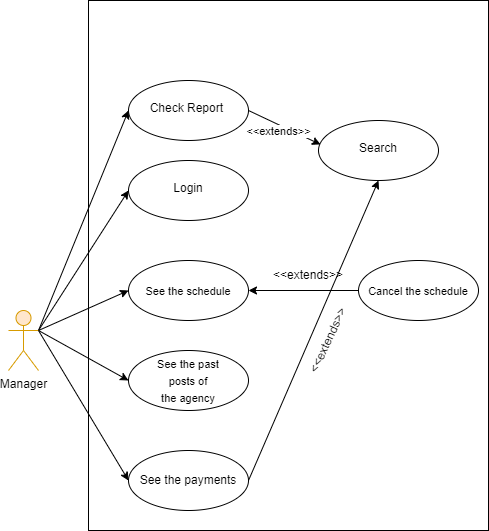 Check Report
<<extends>>
Search
Login
<<extends>>
See the schedule
Cancel the schedule
<<extends>>
See the past
posts of
the agency
Manager
See the payments